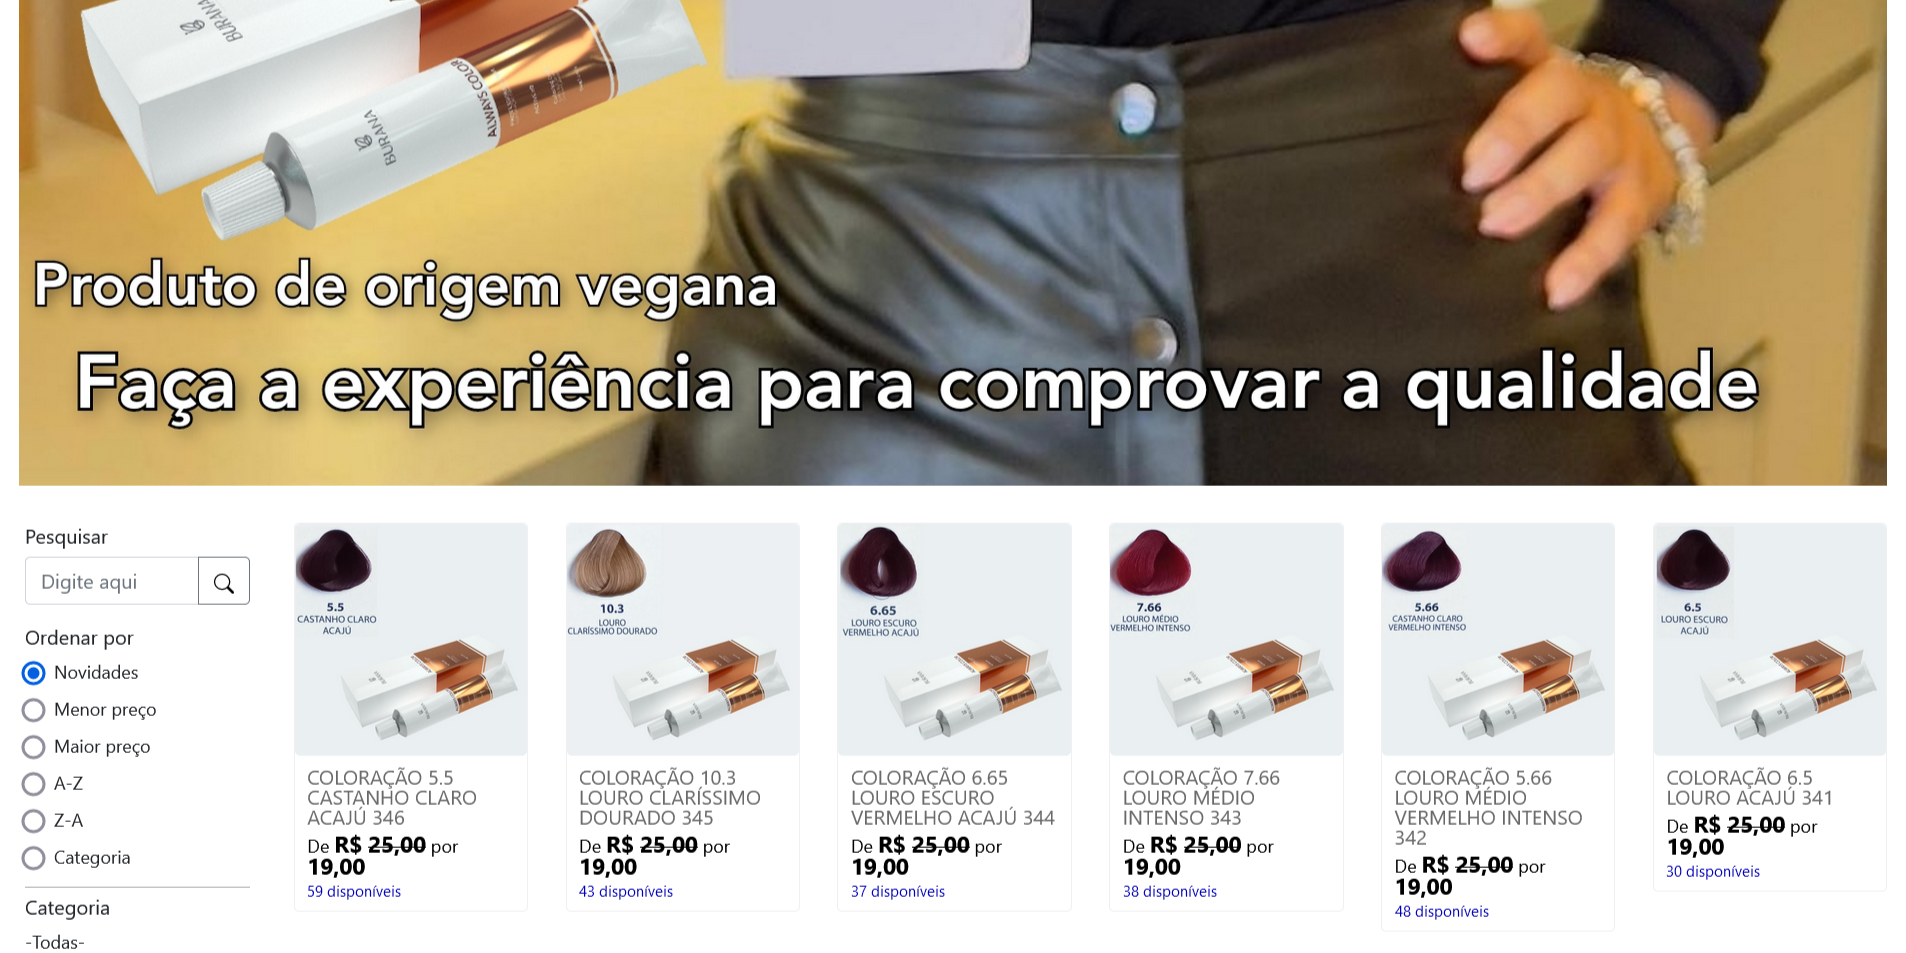 BURANA
ALWAYS COLOR
BURANA
Produto de origem vegana
Faça a experiência para comprovar a qualidade
Pesquisar
Digite aqui
Ordenar por
Novidades
Menor preço
Maior preço
A-Z
Z-A
Categoria
Categoria
-Todas-
5.5
CASTANHO CLARO
ACAJÚ
COLORAÇÃO 5.5
CASTANHO CLARO
ACAJÚ 346
De R$ 25,00 por
19,00
59 disponíveis
10.3
LOURO
CLARÍSSIMO DOURADO
COLORAÇÃO 10.3
LOURO CLARÍSSIMO
DOURADO 345
De R$ 25,00 por
19,00
43 disponíveis
6.65
LOURO ESCURO
VERMELHO ACAJÚ
COLORAÇÃO 6.65
LOURO ESCURO
VERMELHO ACAJÚ 344
De R$ 25,00 por
19,00
37 disponíveis
7.66
LOURO MÉDIO
VERMELHO INTENSO
COLORAÇÃO 7.66
LOURO MÉDIO
INTENSO 343
De R$ 25,00 por
19,00
38 disponíveis
5.66
CASTANHO CLARO
VERMELHO INTENSO
COLORAÇÃO 5.66
LOURO MÉDIO
VERMELHO INTENSO
342
De R$ 25,00 por
19,00
48 disponíveis
6.5
LOURO ESCURO
ACAJÚ
COLORAÇÃO 6.5
LOURO ACAJÚ 341
De R$ 25,00 por
19,00
30 disponíveis